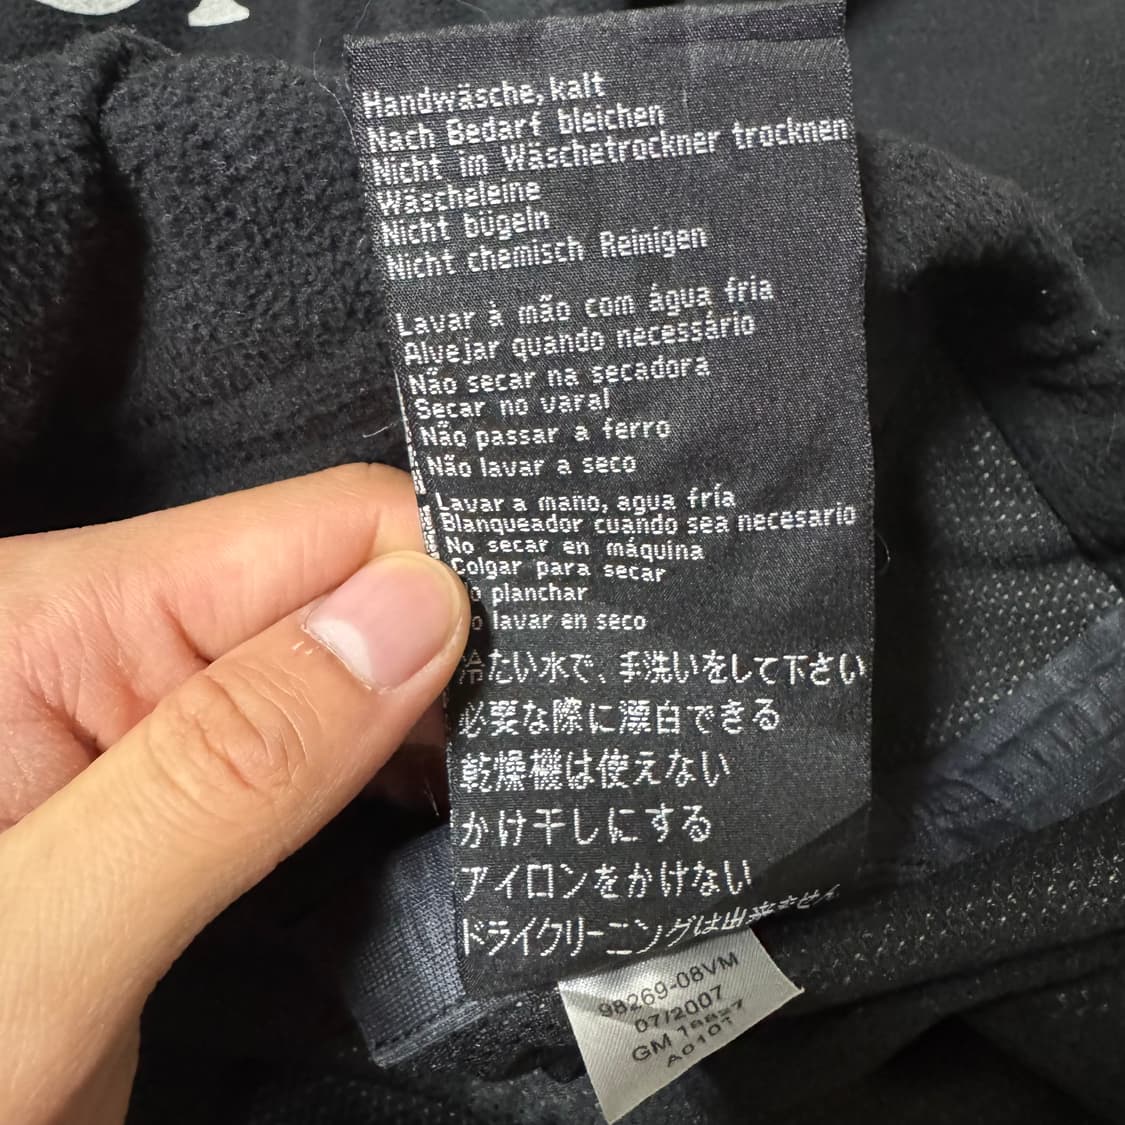 Handwäsche, kalt
Nach Bedarf bleichen
Nicht im Wäschetrockner trocknen
Wäscheleine
Nicht bügeln
Nicht chemisch Reinigen
Lavar à mão com água fria
Alvejar quando necessário
Não secar na secadora
Secar no varal
Não passar a ferro
Não lavar a seco
Lavar a mano, agua fría
Blanqueador cuando sea necesario
No secar en máquina
Colgar para secar
planchar
lavar en seco
冷たい水で、手洗いをして下さい
必要な際に漂白できる
乾燥機は使えない
かけ干しにする
アイロンをかけない
ドライクリーニングは出来ません
98269-08VM
07/2007
GM
A0101